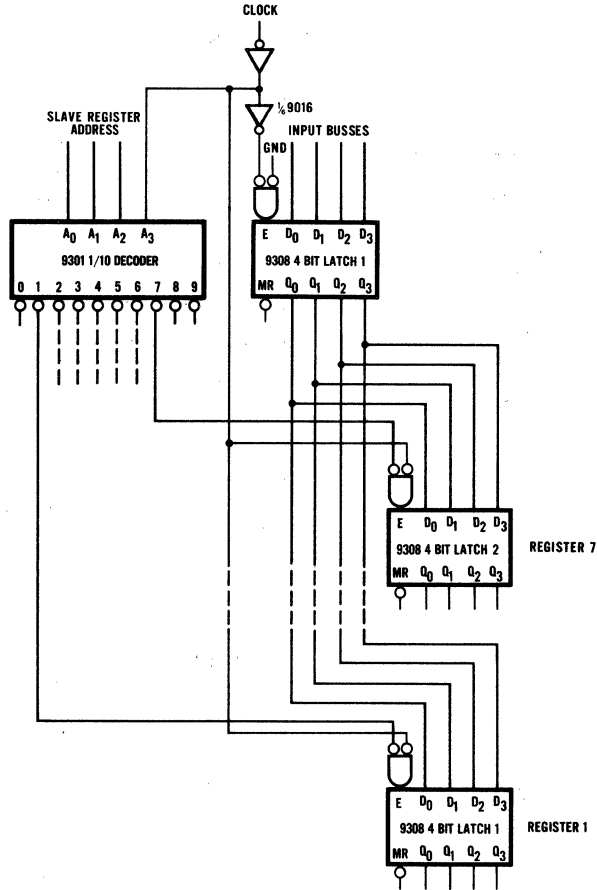 CLOCK
⅙ 9016
SLAVE REGISTER
ADDRESS
INPUT BUSSES
GND
A0 A1 A2 A3
9301 1/10 DECODER
0 1 2 3 4 5 6 7 8 9
E D0 D1 D2 D3
9308 4 BIT LATCH 1
MR Q0 Q1 Q2 Q3
E D0 D1 D2 D3
9308 4 BIT LATCH 2
MR Q0 Q1 Q2 Q3
REGISTER 7
E D0 D1 D2 D3
9308 4 BIT LATCH 1
MR Q0 Q1 Q2 Q3
REGISTER 1